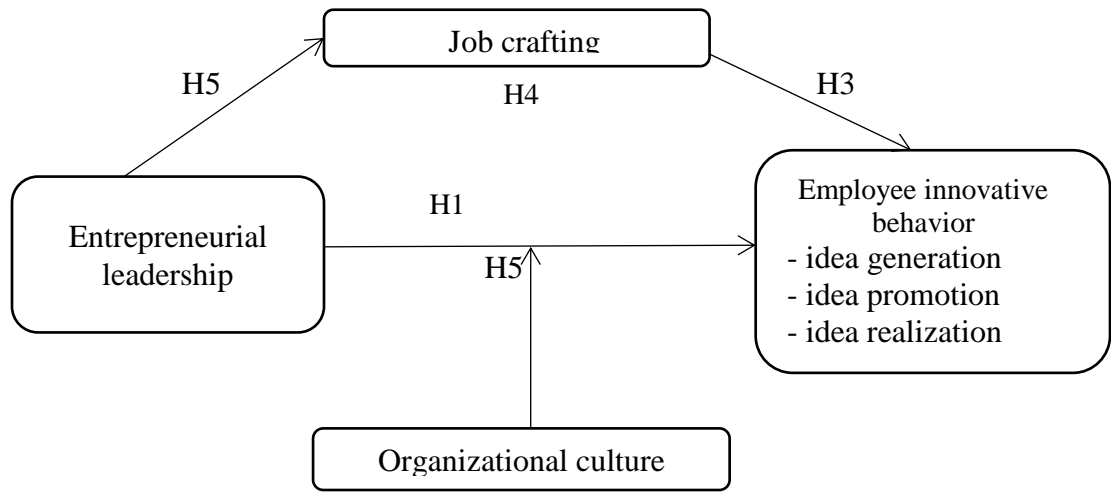 Job crafting
H5
H4
H3
Entrepreneurial
leadership
H1
H5
Employee innovative
behavior
- idea generation
- idea promotion
- idea realization
Organizational culture